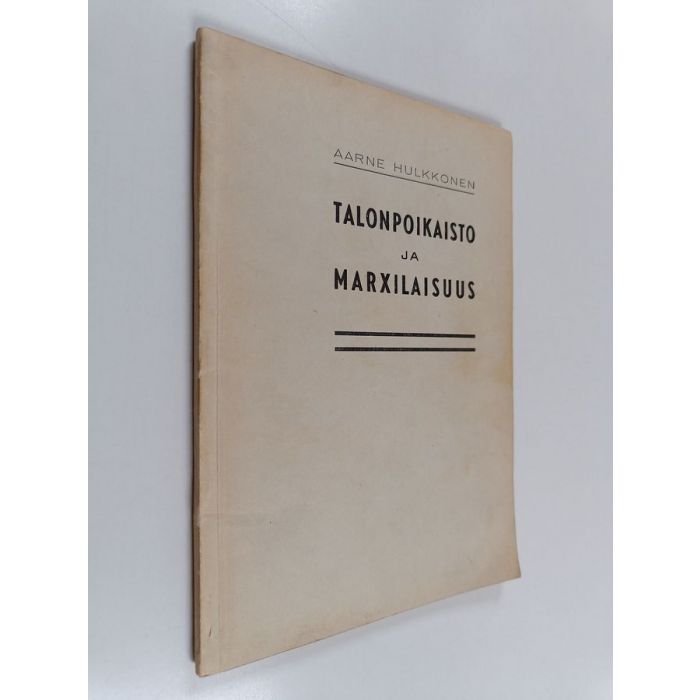 AARNE HULKKONEN
TALONPOIKAISTO
JA
MARXILAISUUS